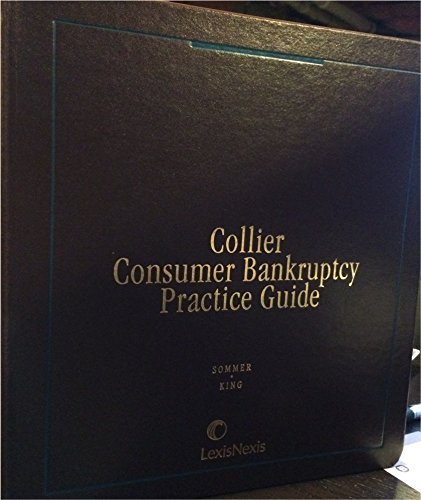 Collier
Consumer Bankruptcy
Practice Guide
SOMMER
KING
LexisNexis